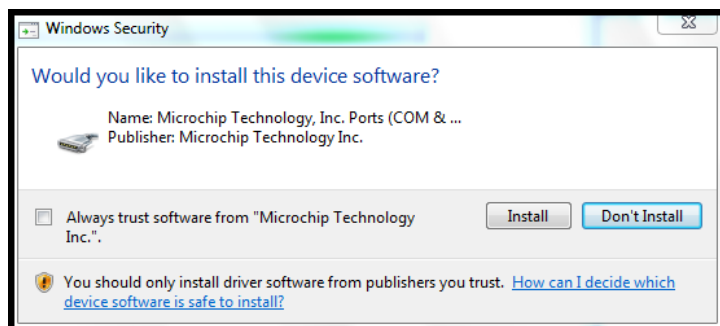 Windows Security
Would you like to install this device software?
Name: Microchip Technology, Inc. Ports (COM & ...
Publisher: Microchip Technology Inc.
Always trust software from "Microchip Technology
Inc.".
Install
Don't Install
You should only install driver software from publishers you trust. How can I decide which
device software is safe to install?